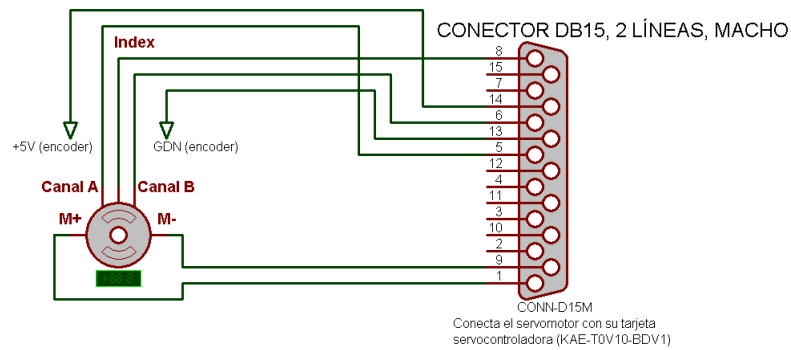 CONECTOR DB15, 2 LÍNEAS, MACHO
Index
8
15
7
14
6
13
5
12
4
11
3
10
2
9
1
+5V (encoder)
GDN (encoder)
Canal A
Canal B
M+
M-
CONN-D15M
Conecta el servomotor con su tarjeta
servocontroladora (KAE-T0V10-BDV1)